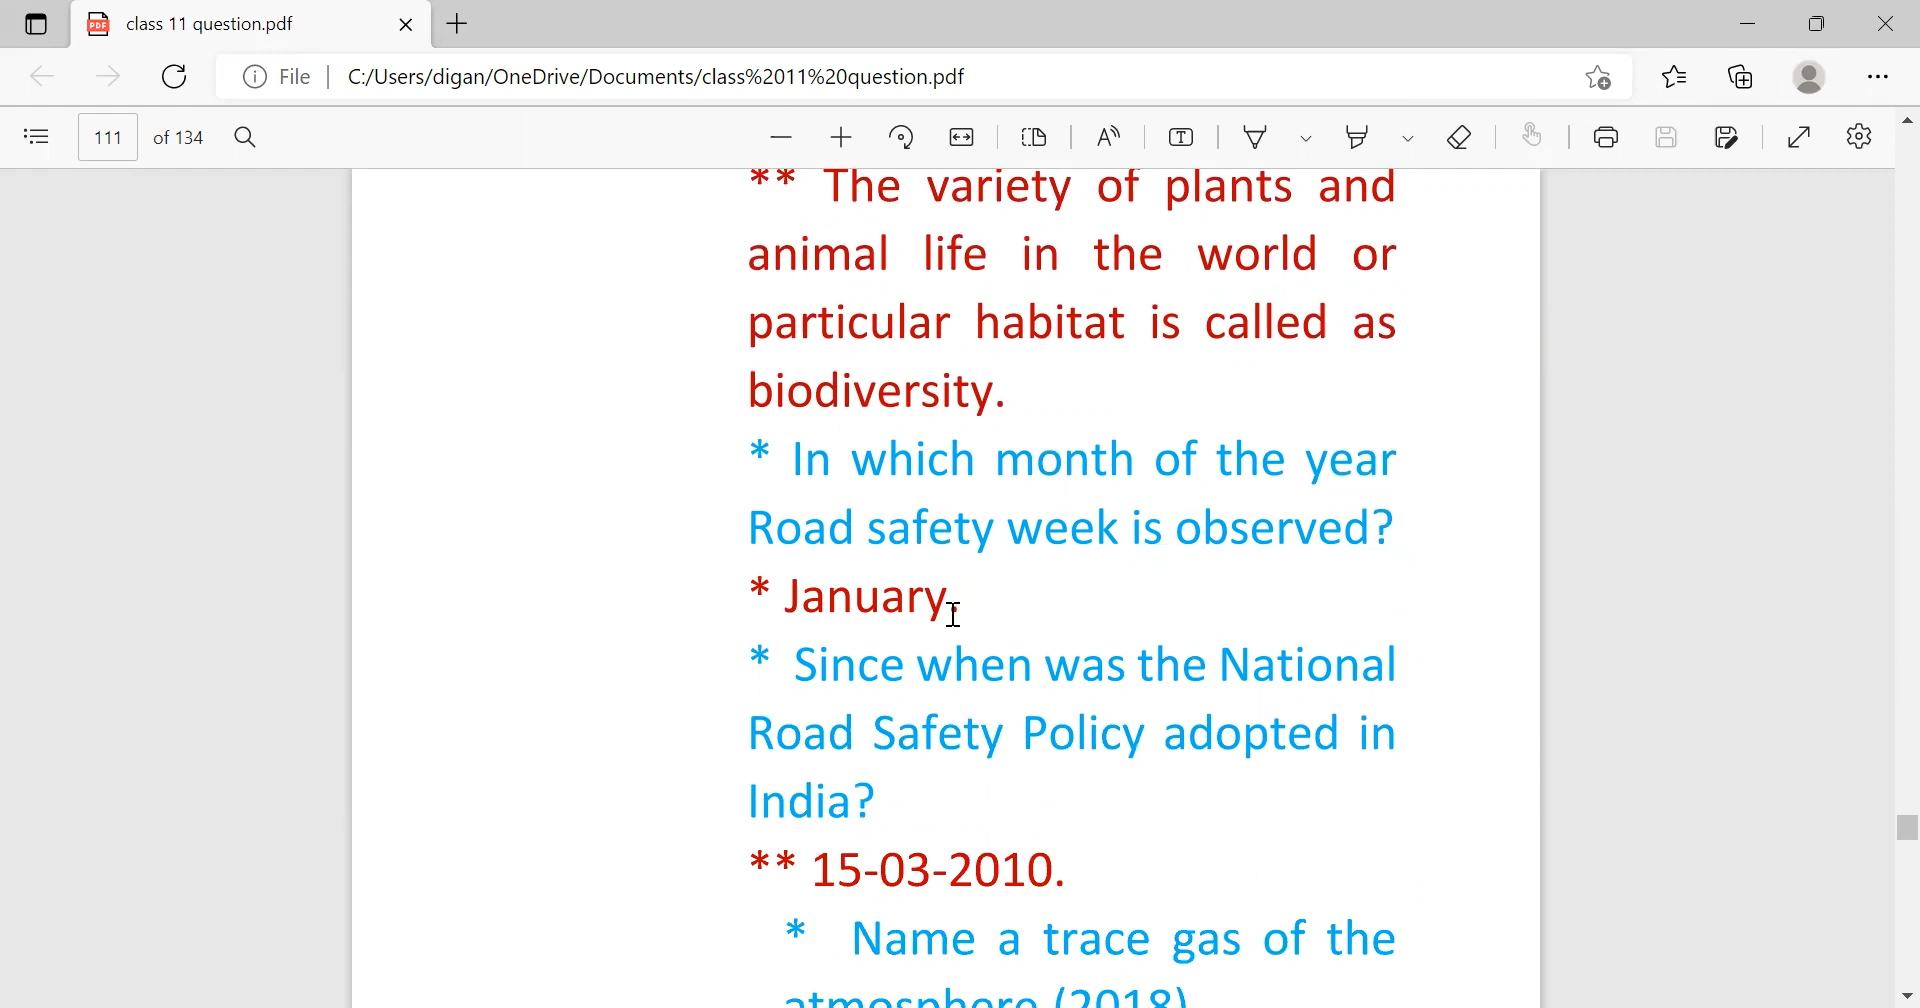 class 11 question.pdf
File
C:/Users/digan/OneDrive/Documents/class%2011%20question.pdf
111 of 134
** The variety of plants and
animal life in the world or
particular habitat is called as
biodiversity.
* In which month of the year
Road safety week is observed?
* January.
* Since when was the National
Road Safety Policy adopted in
India?
** 15-03-2010.
* Name a trace gas of the
atmosphere (2018)